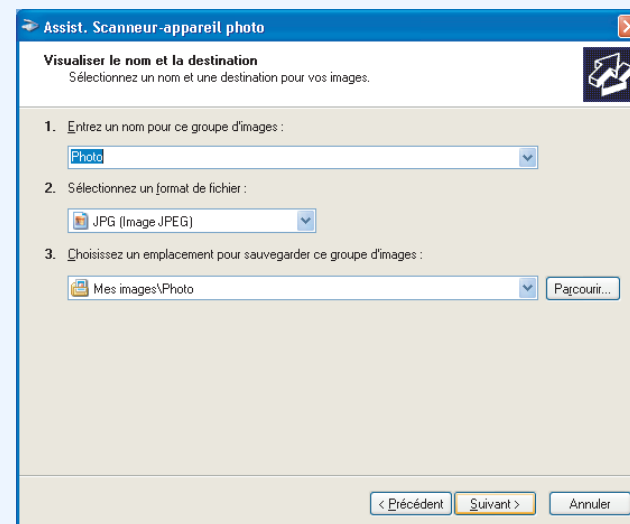 Assist. Scanneur-appareil photo
Visualiser le nom et la destination
Sélectionnez un nom et une destination pour vos images.
1. Entrez un nom pour ce groupe d'images :
Photo
2. Sélectionnez un format de fichier :
JPG (Image JPEG)
3. Choisissez un emplacement pour sauvegarder ce groupe d'images :
Mes images\Photo Parcourir...
< Précédent Suivant > Annuler